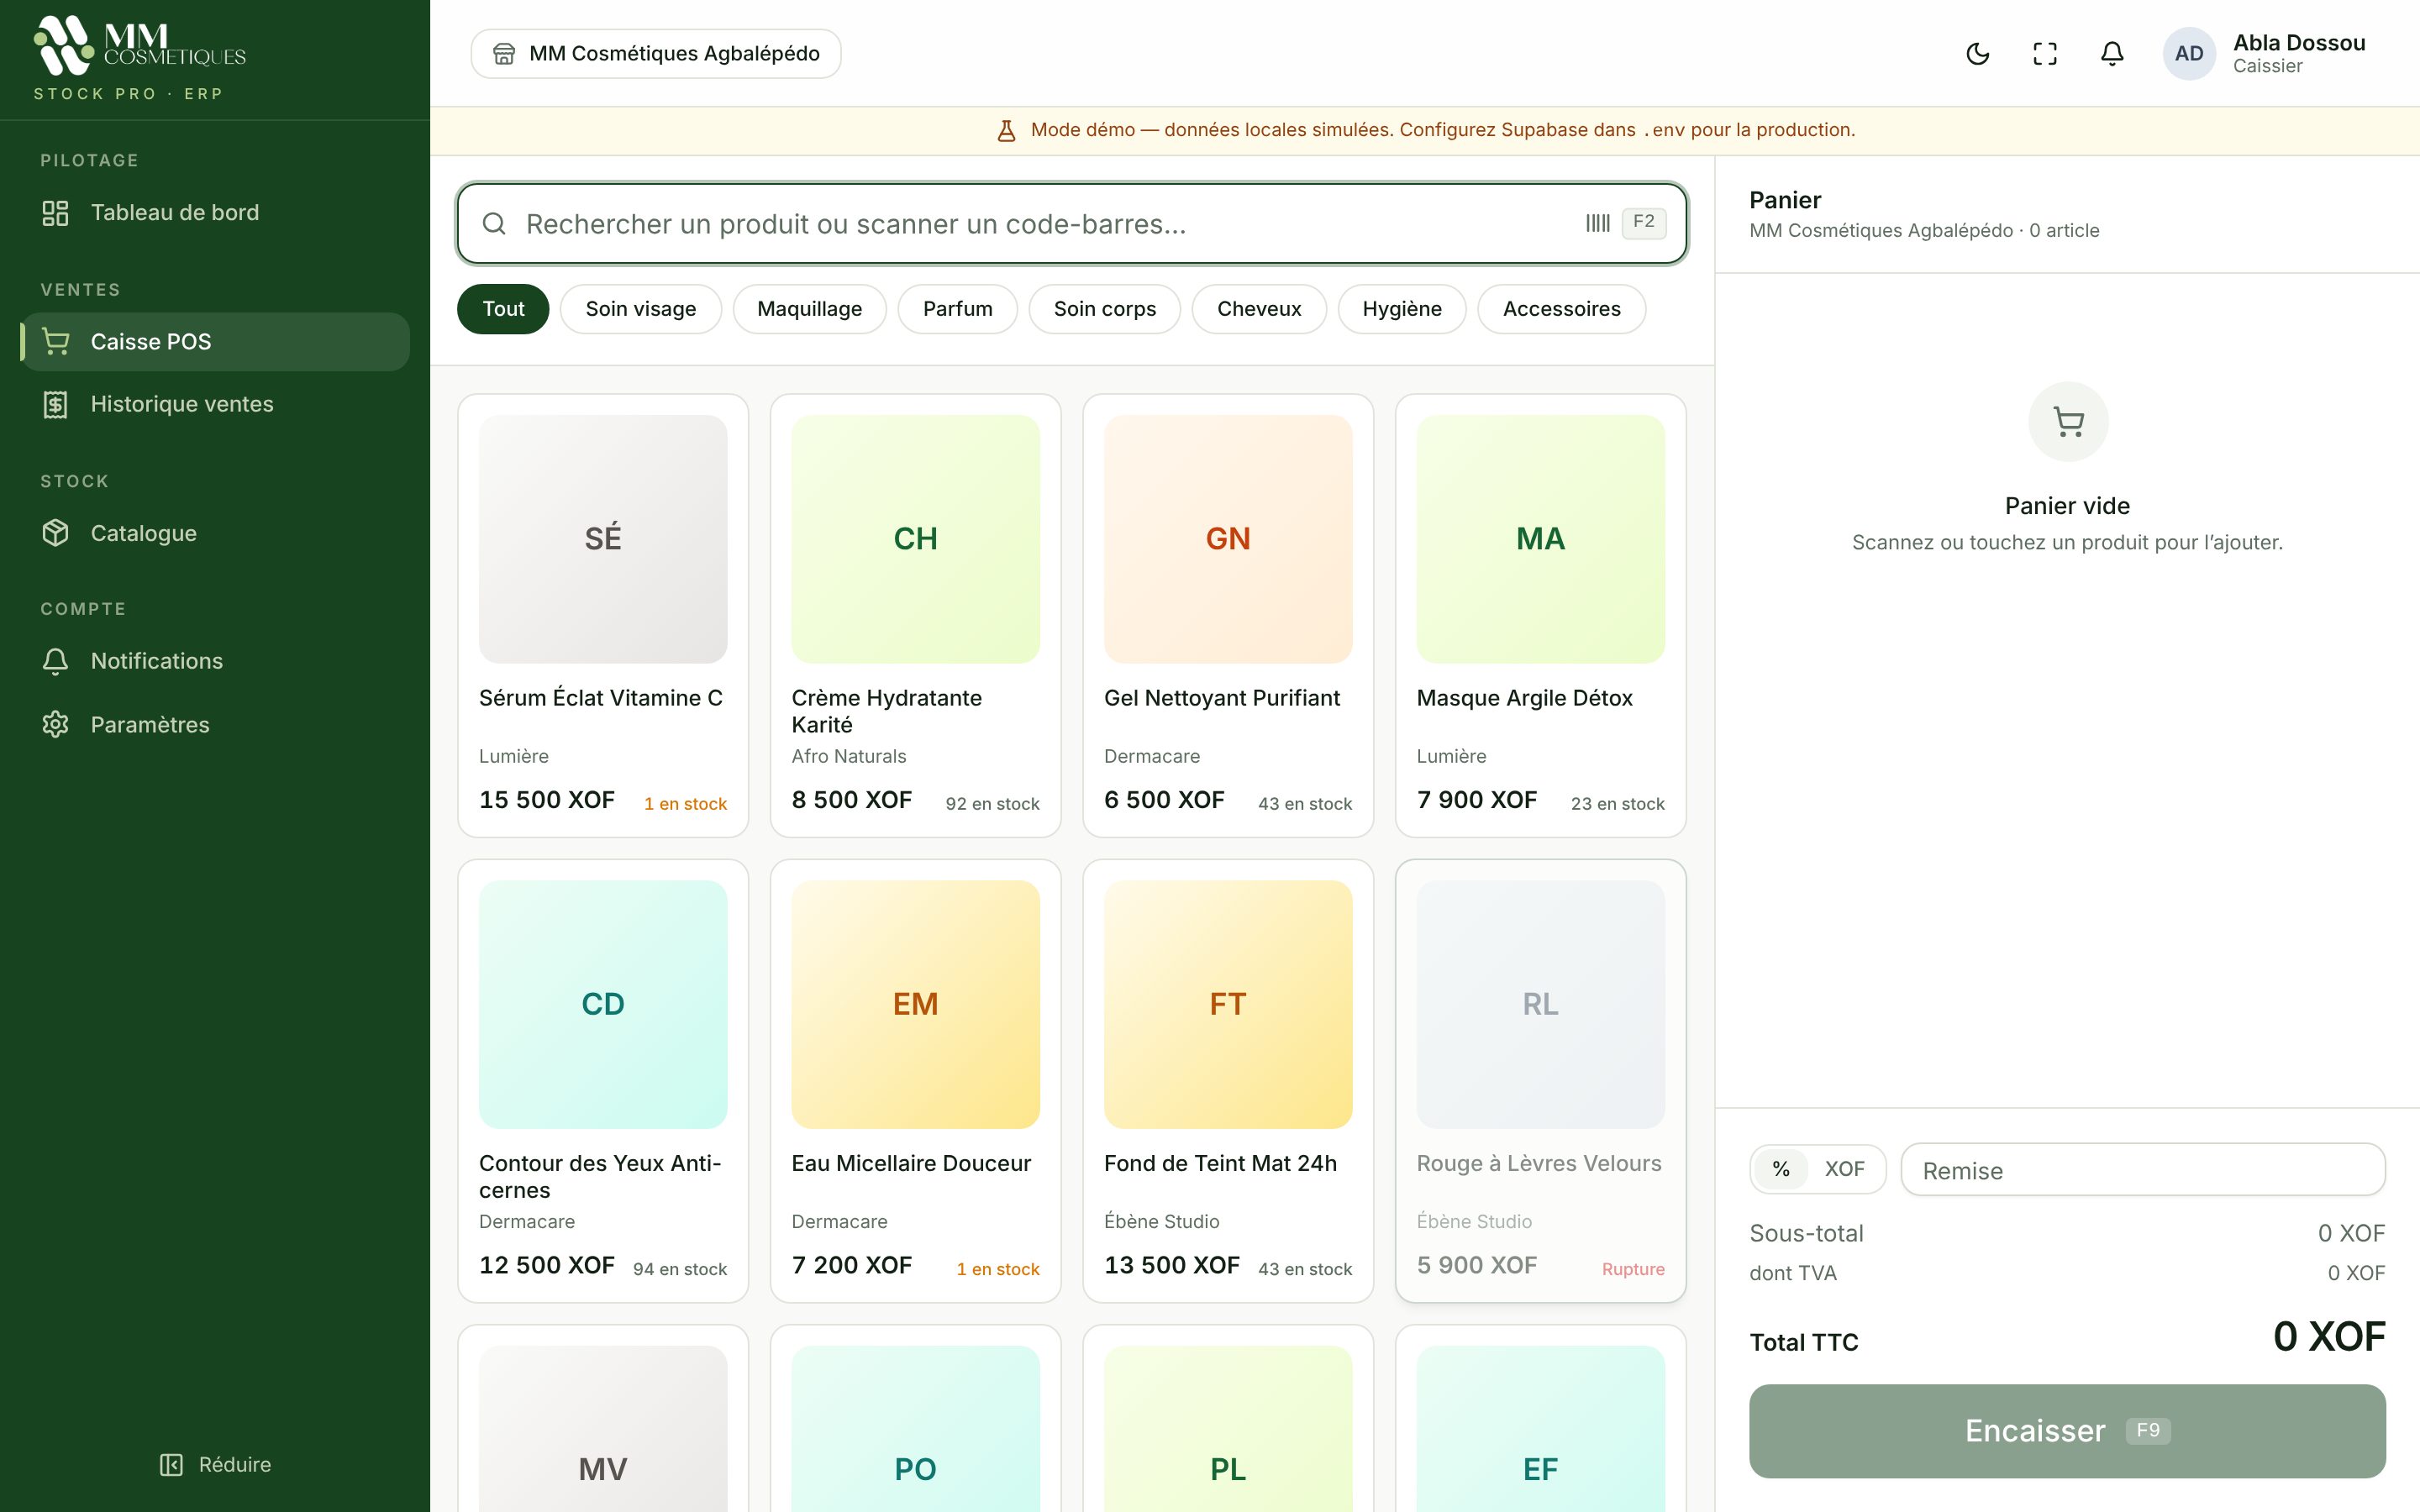 MM
COSMETIQUES
STOCK PRO · ERP
PILOTAGE
Tableau de bord
VENTES
Caisse POS
Historique ventes
STOCK
Catalogue
COMPTE
Notifications
Paramètres
Réduire
MM Cosmétiques Agbalépédo
AD
Abla Dossou
Caissier
Mode démo — données locales simulées. Configurez Supabase dans .env pour la production.
Rechercher un produit ou scanner un code-barres...
F2
Tout
Soin visage
Maquillage
Parfum
Soin corps
Cheveux
Hygiène
Accessoires
SÉ
Sérum Éclat Vitamine C
Lumière
15 500 XOF
1 en stock
CH
Crème Hydratante
Karité
Afro Naturals
8 500 XOF
92 en stock
GN
Gel Nettoyant Purifiant
Dermacare
6 500 XOF
43 en stock
MA
Masque Argile Détox
Lumière
7 900 XOF
23 en stock
CD
Contour des Yeux Anti-
cernes
Dermacare
12 500 XOF
94 en stock
EM
Eau Micellaire Douceur
Dermacare
7 200 XOF
1 en stock
FT
Fond de Teint Mat 24h
Ébène Studio
13 500 XOF
43 en stock
RL
Rouge à Lèvres Velours
Ébène Studio
5 900 XOF
Rupture
MV
PO
PL
EF
Panier
MM Cosmétiques Agbalépédo · 0 article
Panier vide
Scannez ou touchez un produit pour l’ajouter.
%
XOF
Remise
Sous-total
0 XOF
dont TVA
0 XOF
Total TTC
0 XOF
Encaisser
F9